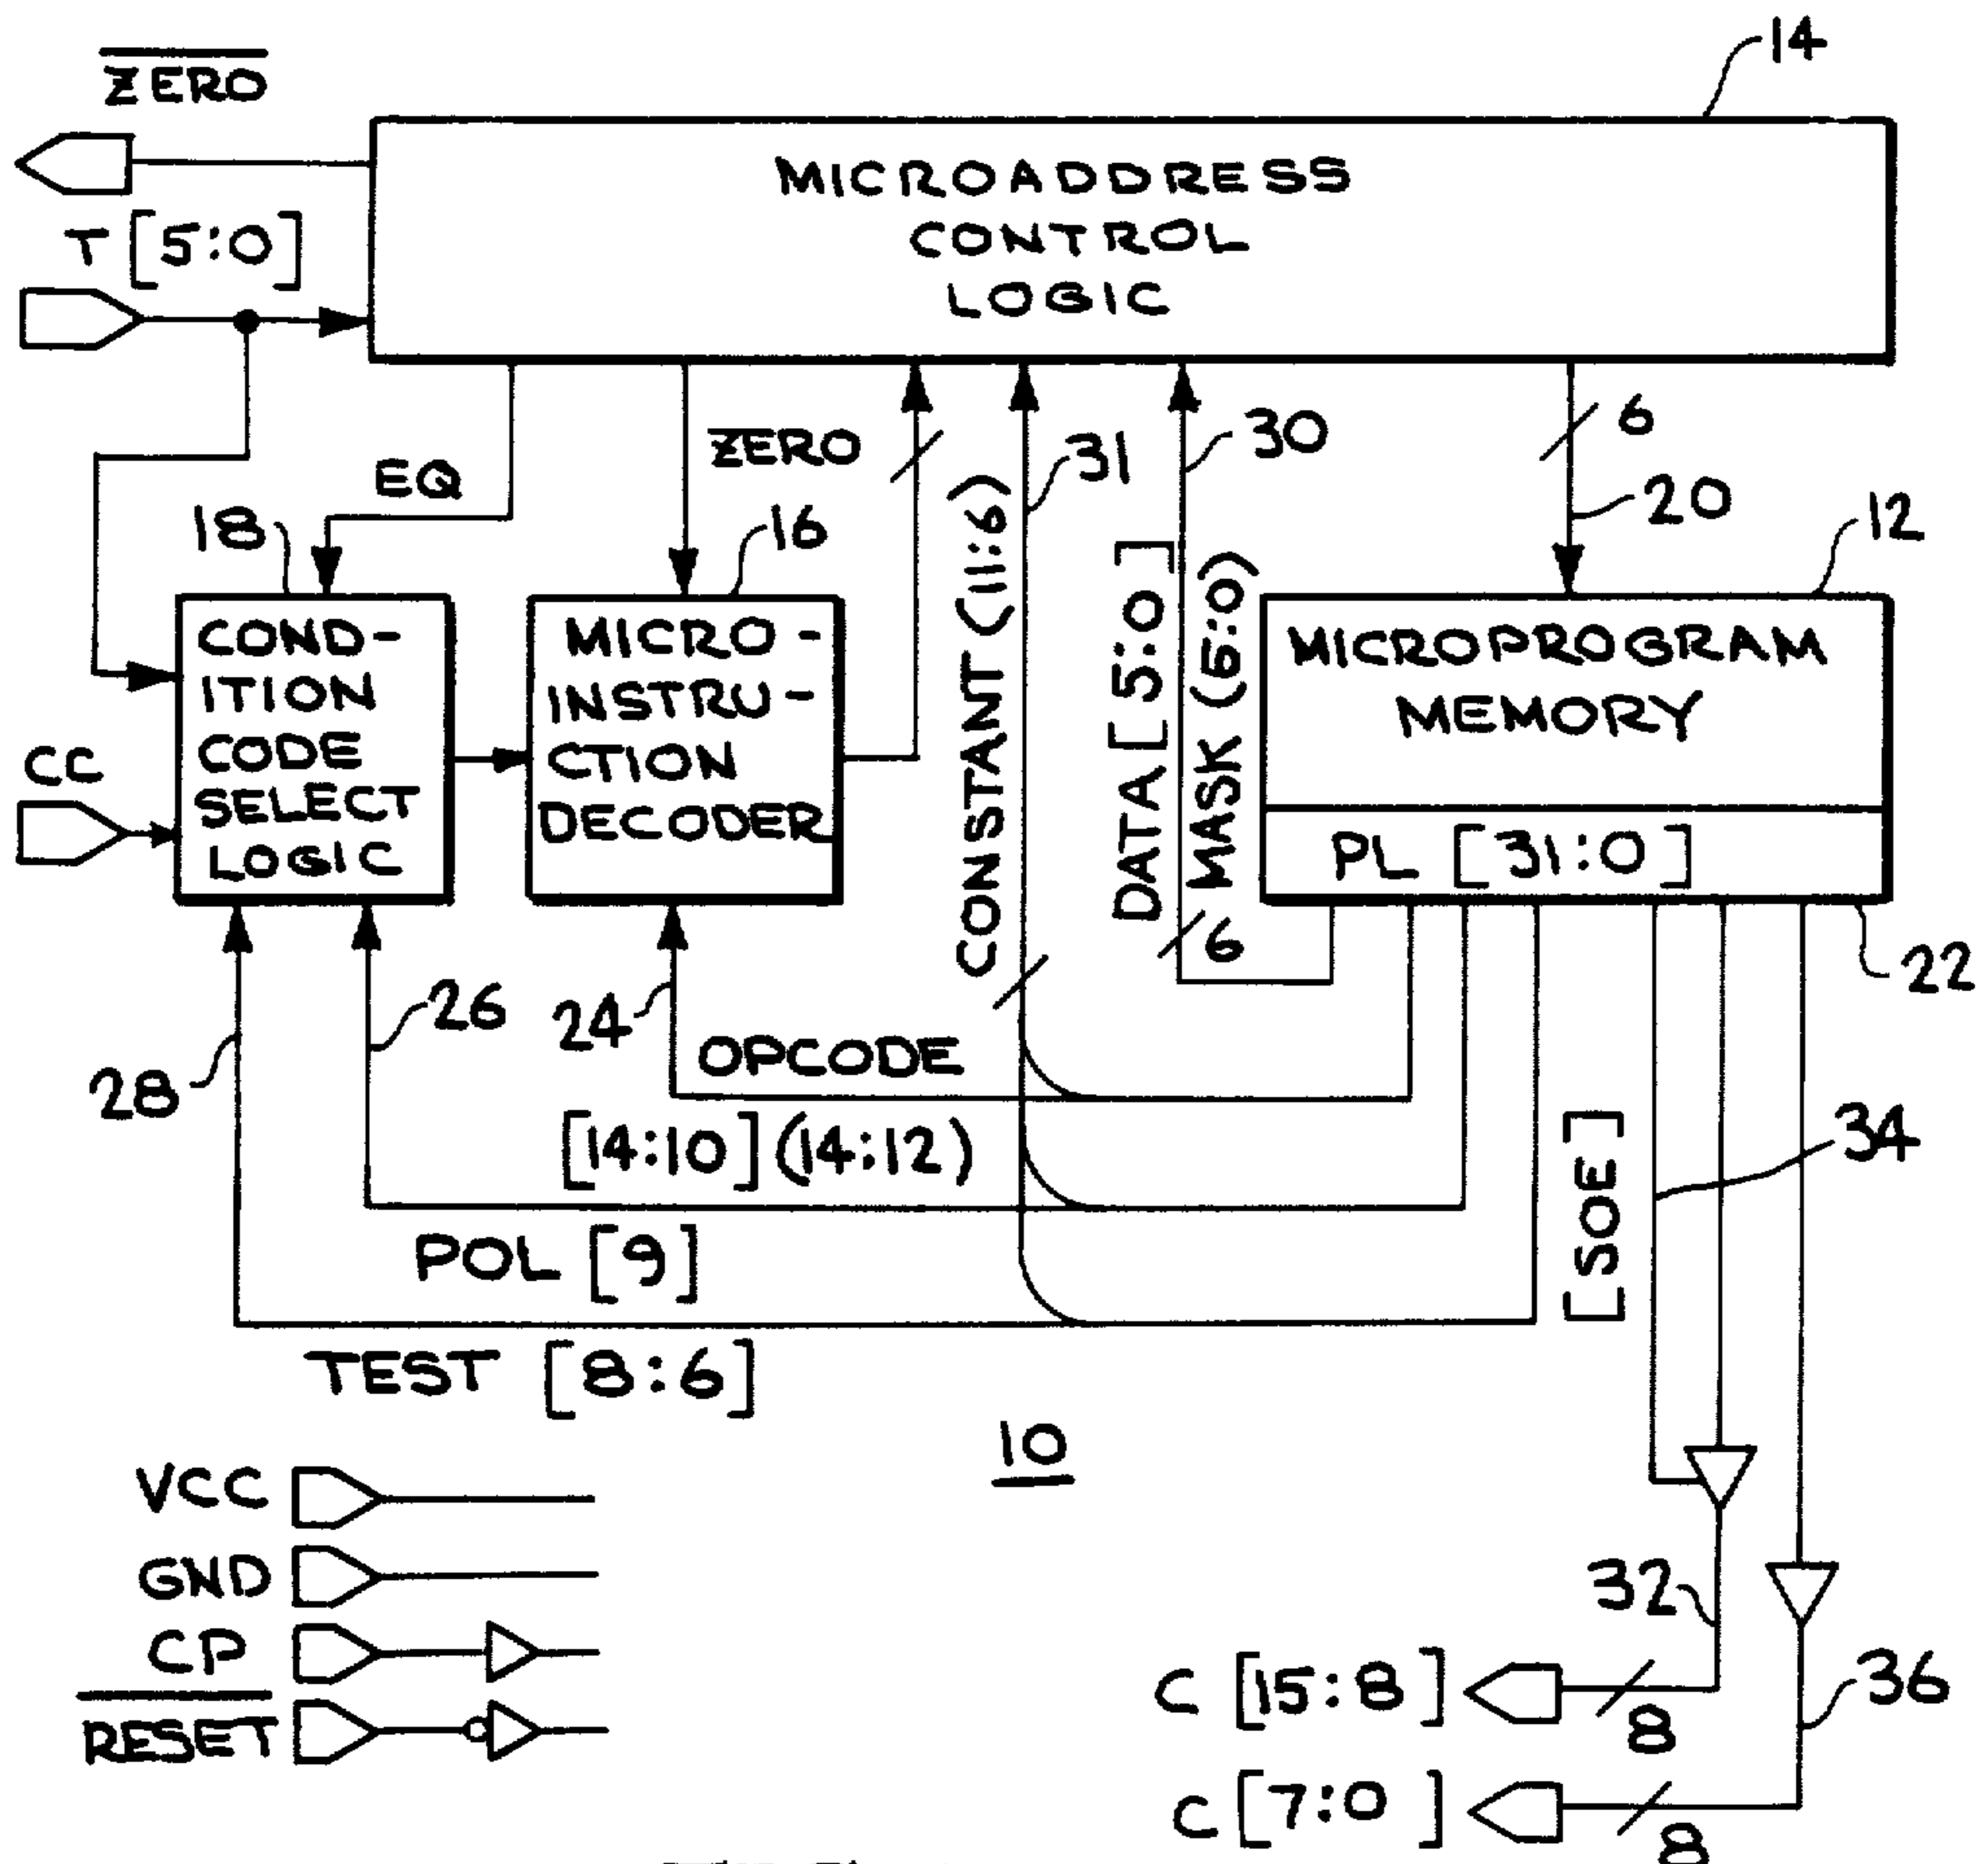 ZERO
14
MICROADDRESS
CONTROL
LOGIC
T [5:0]
6
30
31
ZERO
EQ
20
18
16
12
COND-
ITION
CODE
SELECT
LOGIC
MICRO-
INSTRU-
CTION
DECODER
CONSTANT (11:6)
DATA [5:0]
MASK (5:0)
MICROPROGRAM
MEMORY
PL [31:0]
CC
6
22
26
24
28
OPCODE
[14:10] (14:12)
34
[SOE]
POL [9]
TEST [8:6]
10
VCC
GND
CP
RESET
32
36
C [15:8]
8
C [7:0]
8